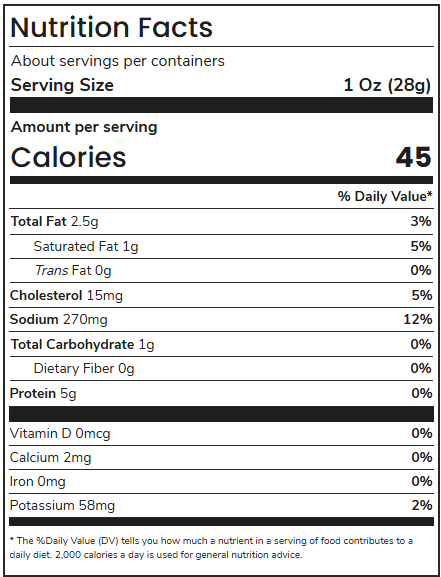 Nutrition Facts
About servings per containers
Serving Size 1 Oz (28g)
Amount per serving
Calories 45
% Daily Value*
Total Fat 2.5g 3%
Saturated Fat 1g 5%
Trans Fat 0g 0%
Cholesterol 15mg 5%
Sodium 270mg 12%
Total Carbohydrate 1g 0%
Dietary Fiber 0g 0%
Protein 5g 0%
Vitamin D 0mcg 0%
Calcium 2mg 0%
Iron 0mg 0%
Potassium 58mg 2%
* The %Daily Value (DV) tells you how much a nutrient in a serving of food contributes to a
daily diet. 2,000 calories a day is used for general nutrition advice.